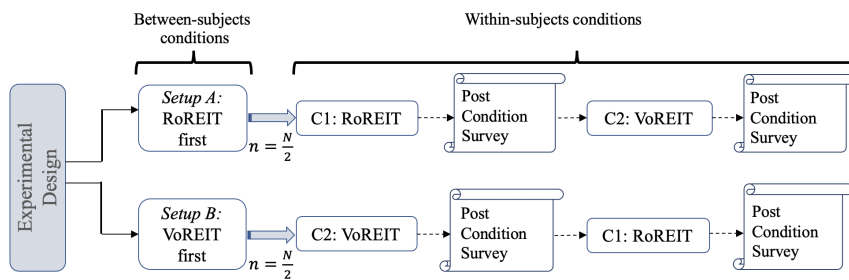 Between-subjects
conditions
Within-subjects conditions
Experimental
Design
Setup A:
RoREIT
first
n = N/2
C1: RoREIT
Post
Condition
Survey
C2: VoREIT
Post
Condition
Survey
Setup B:
VoREIT
first
n = N/2
C2: VoREIT
Post
Condition
Survey
C1: RoREIT
Post
Condition
Survey